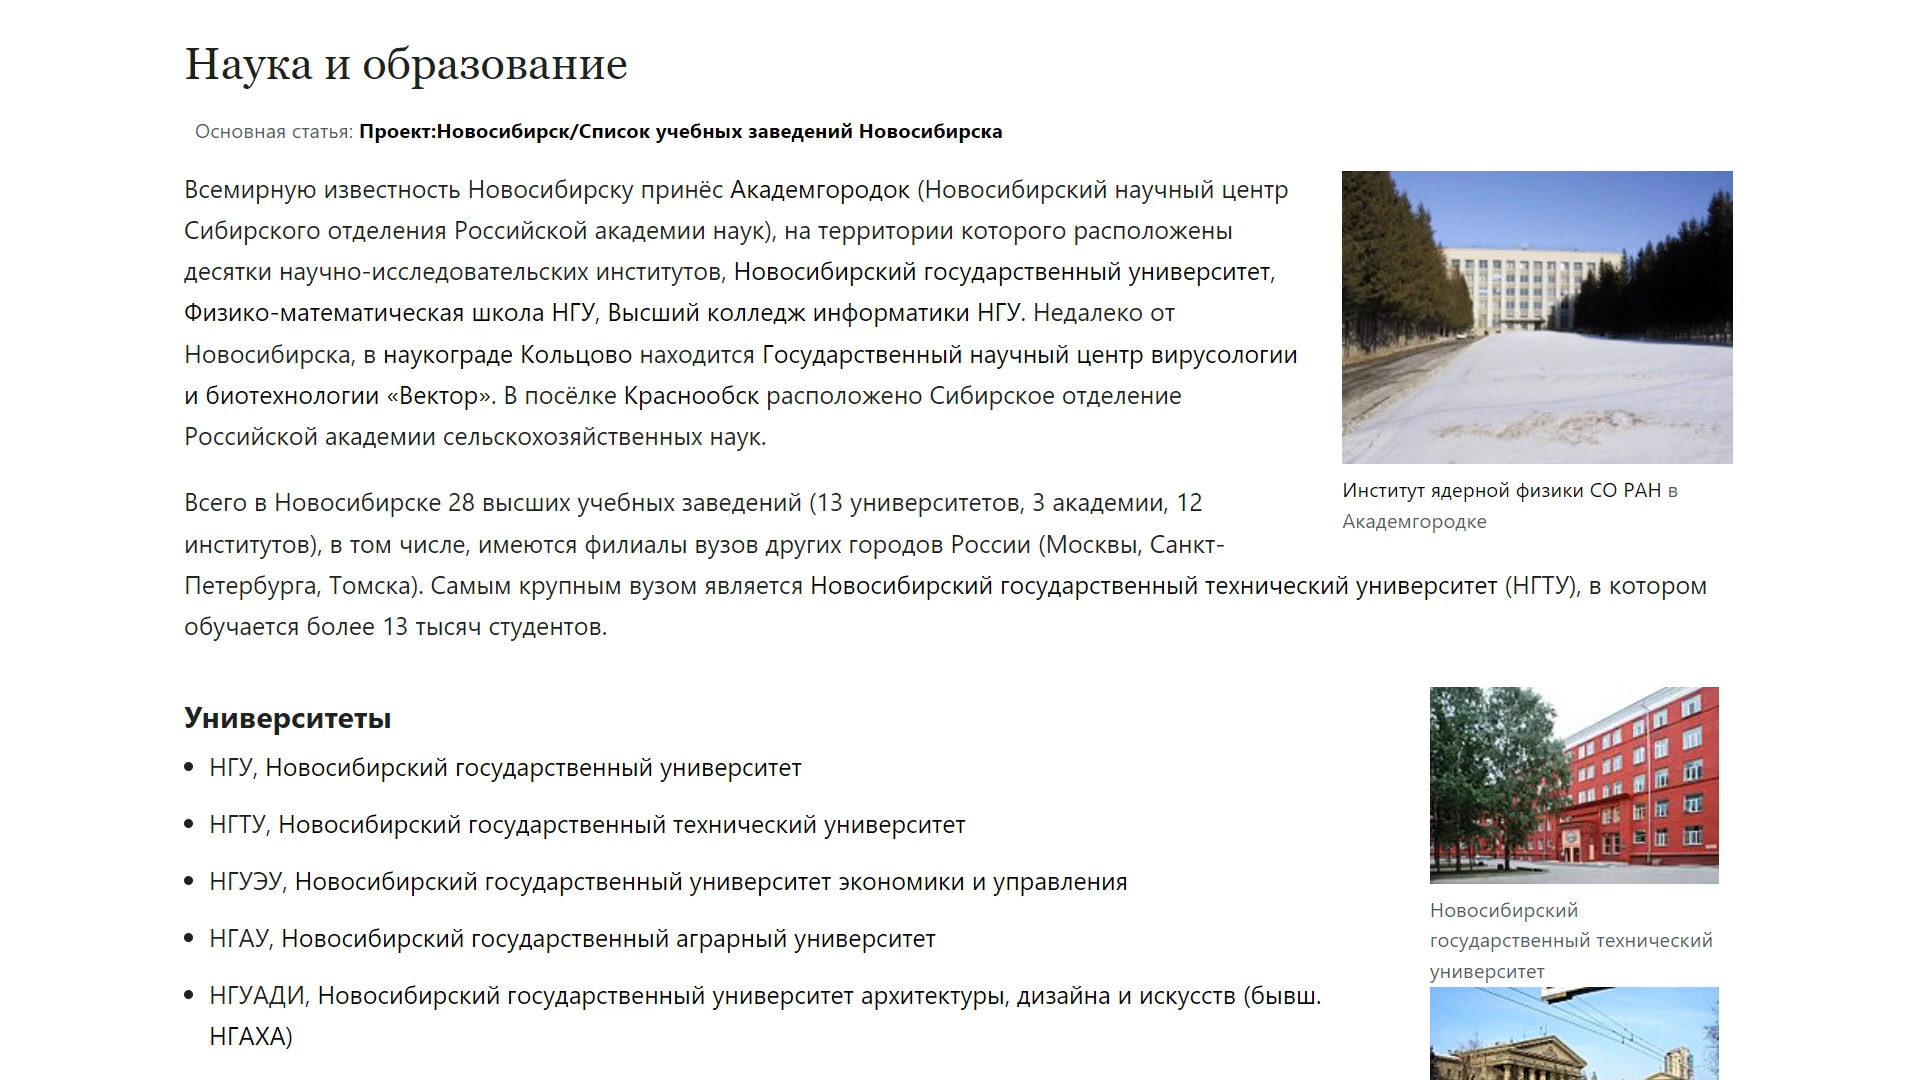 Наука и образование
Основная статья: Проект:Новосибирск/Список учебных заведений Новосибирска
Всемирную известность Новосибирску принёс Академгородок (Новосибирский научный центр
Сибирского отделения Российской академии наук), на территории которого расположены
десятки научно-исследовательских институтов, Новосибирский государственный университет,
Физико-математическая школа НГУ, Высший колледж информатики НГУ. Недалеко от
Новосибирска, в наукограде Кольцово находится Государственный научный центр вирусологии
и биотехнологии «Вектор». В посёлке Краснообск расположено Сибирское отделение
Российской академии сельскохозяйственных наук.
Институт ядерной физики СО РАН в
Академгородке
Всего в Новосибирске 28 высших учебных заведений (13 университетов, 3 академии, 12
институтов), в том числе, имеются филиалы вузов других городов России (Москвы, Санкт-
Петербурга, Томска). Самым крупным вузом является Новосибирский государственный технический университет (НГТУ), в котором
обучается более 13 тысяч студентов.
Университеты
НГУ, Новосибирский государственный университет
НГТУ, Новосибирский государственный технический университет
НГУЭУ, Новосибирский государственный университет экономики и управления
НГАУ, Новосибирский государственный аграрный университет
НГУАДИ, Новосибирский государственный университет архитектуры, дизайна и искусств (бывш.
НГАХА)
Новосибирский
государственный технический
университет